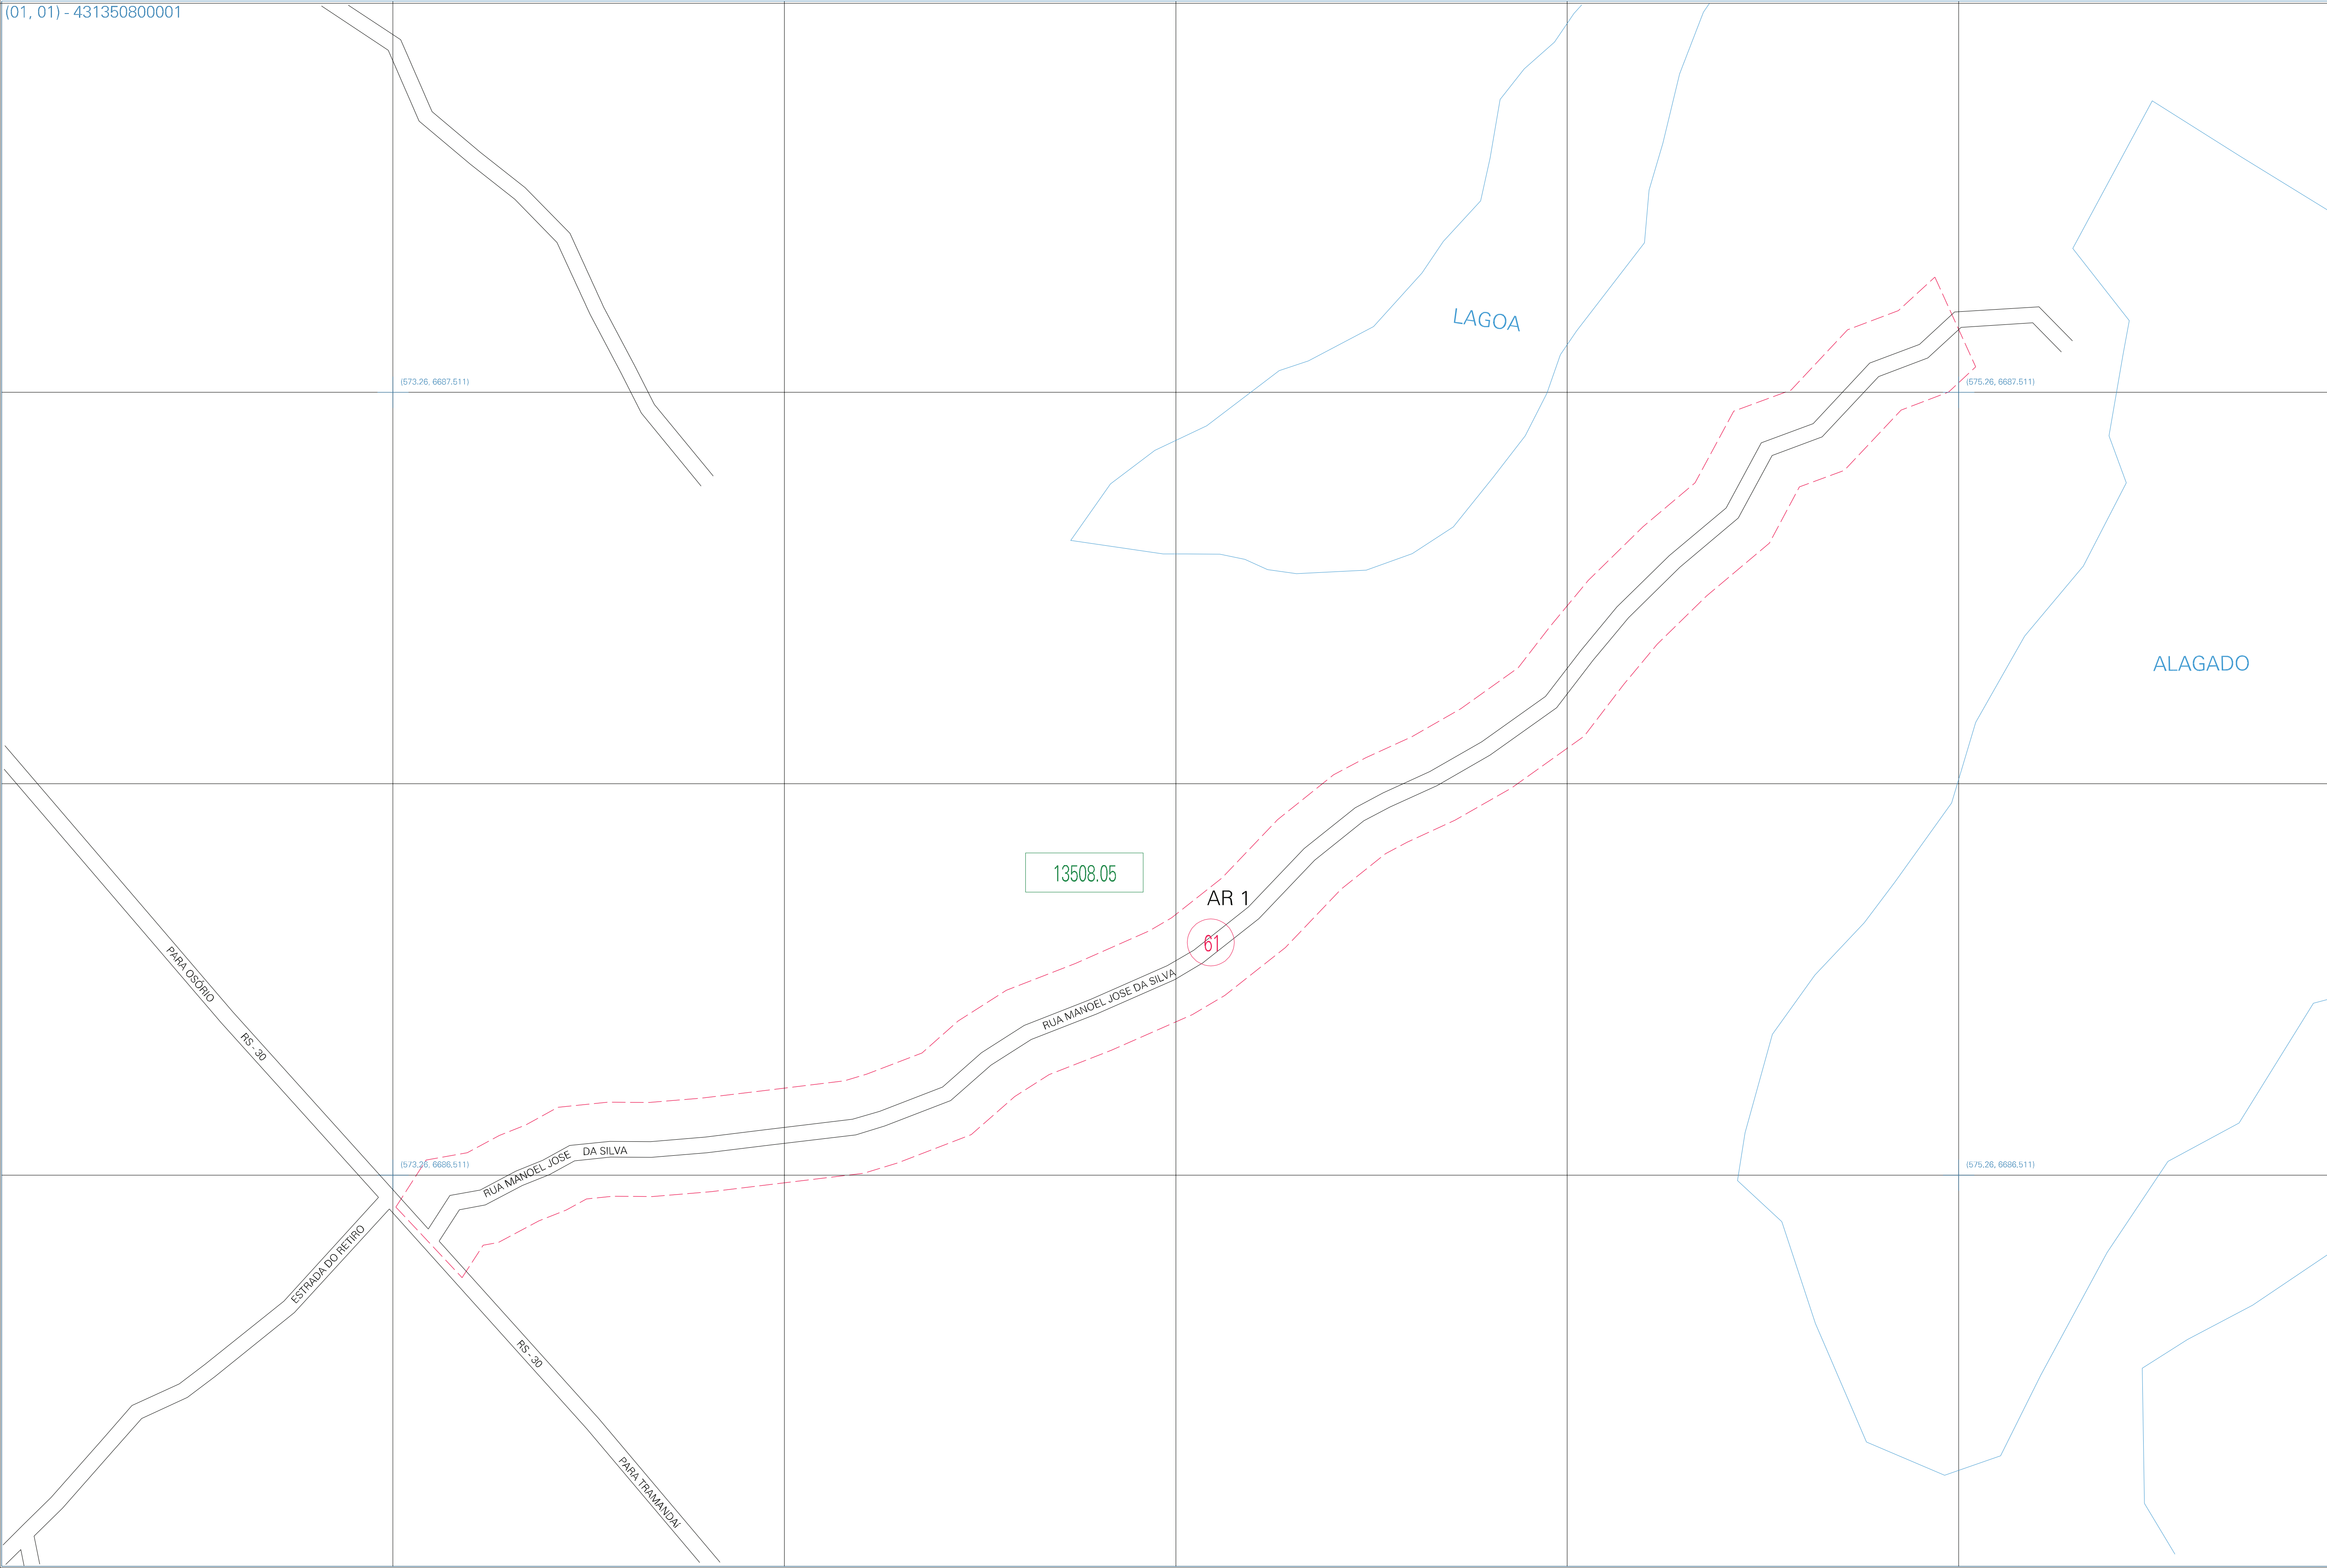 (01, 01) - 431350800001
LAGOA
(573.26, 6687.511)
(575.26, 6687.511)
ALAGADO
13508.05
AR 1
61
PARA OSÓRIO
RUA MANOEL JOSE DA SILVA
RS - 30
RUA MANOEL JOSE DA SILVA
(573.26, 6686.511)
(575.26, 6686.511)
ESTRADA DO RETIRO
RS - 30
PARA TRAMANDAÍ